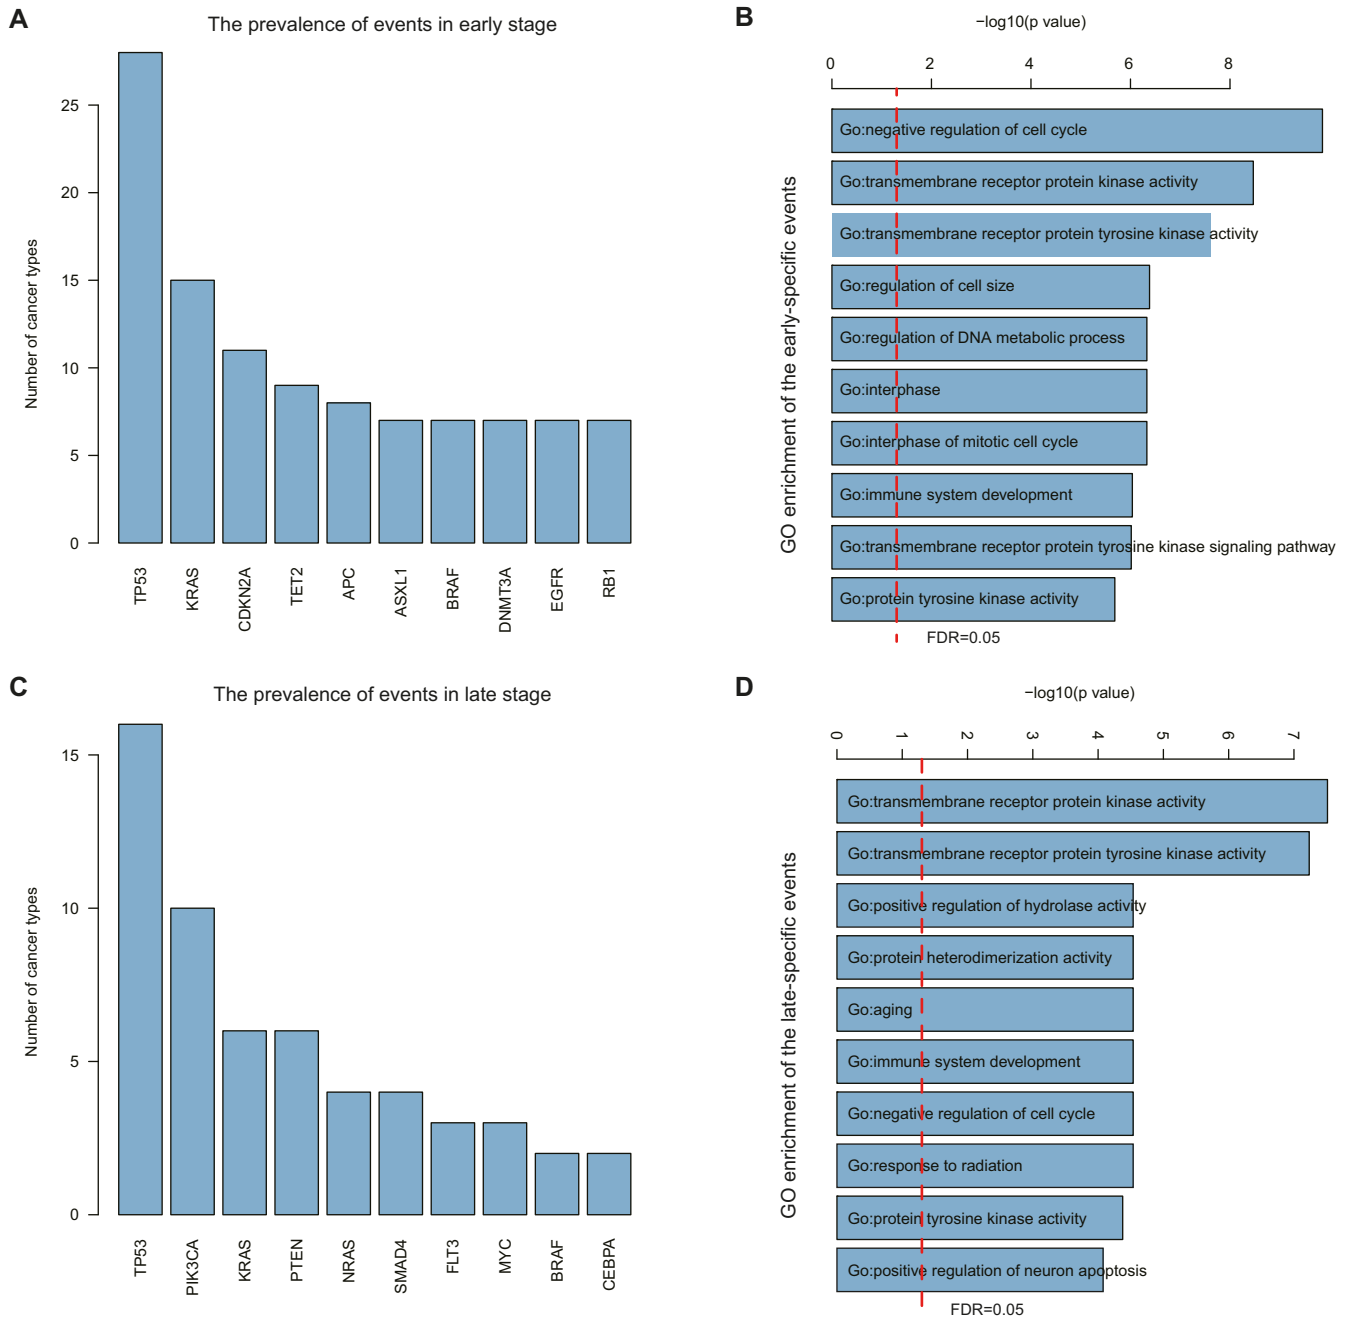 A
The prevalence of events in early stage
Number of cancer types
25
20
15
10
5
0
TP53
KRAS
CDKN2A
TET2
APC
ASXL1
BRAF
DNMT3A
EGFR
RB1
B
−log10(p value)
0 2 4 6 8
GO enrichment of the early-specific events
Go:negative regulation of cell cycle
Go:transmembrane receptor protein kinase activity
Go:transmembrane receptor protein tyrosine kinase activity
Go:regulation of cell size
Go:regulation of DNA metabolic process
Go:interphase
Go:interphase of mitotic cell cycle
Go:immune system development
Go:transmembrane receptor protein tyrosine kinase signaling pathway
Go:protein tyrosine kinase activity
FDR=0.05
C
The prevalence of events in late stage
Number of cancer types
15
10
5
0
TP53
PIK3CA
KRAS
PTEN
NRAS
SMAD4
FLT3
MYC
BRAF
CEBPA
D
−log10(p value)
0 1 2 3 4 5 6 7
GO enrichment of the late-specific events
Go:transmembrane receptor protein kinase activity
Go:transmembrane receptor protein tyrosine kinase activity
Go:positive regulation of hydrolase activity
Go:protein heterodimerization activity
Go:aging
Go:immune system development
Go:negative regulation of cell cycle
Go:response to radiation
Go:protein tyrosine kinase activity
Go:positive regulation of neuron apoptosis
FDR=0.05